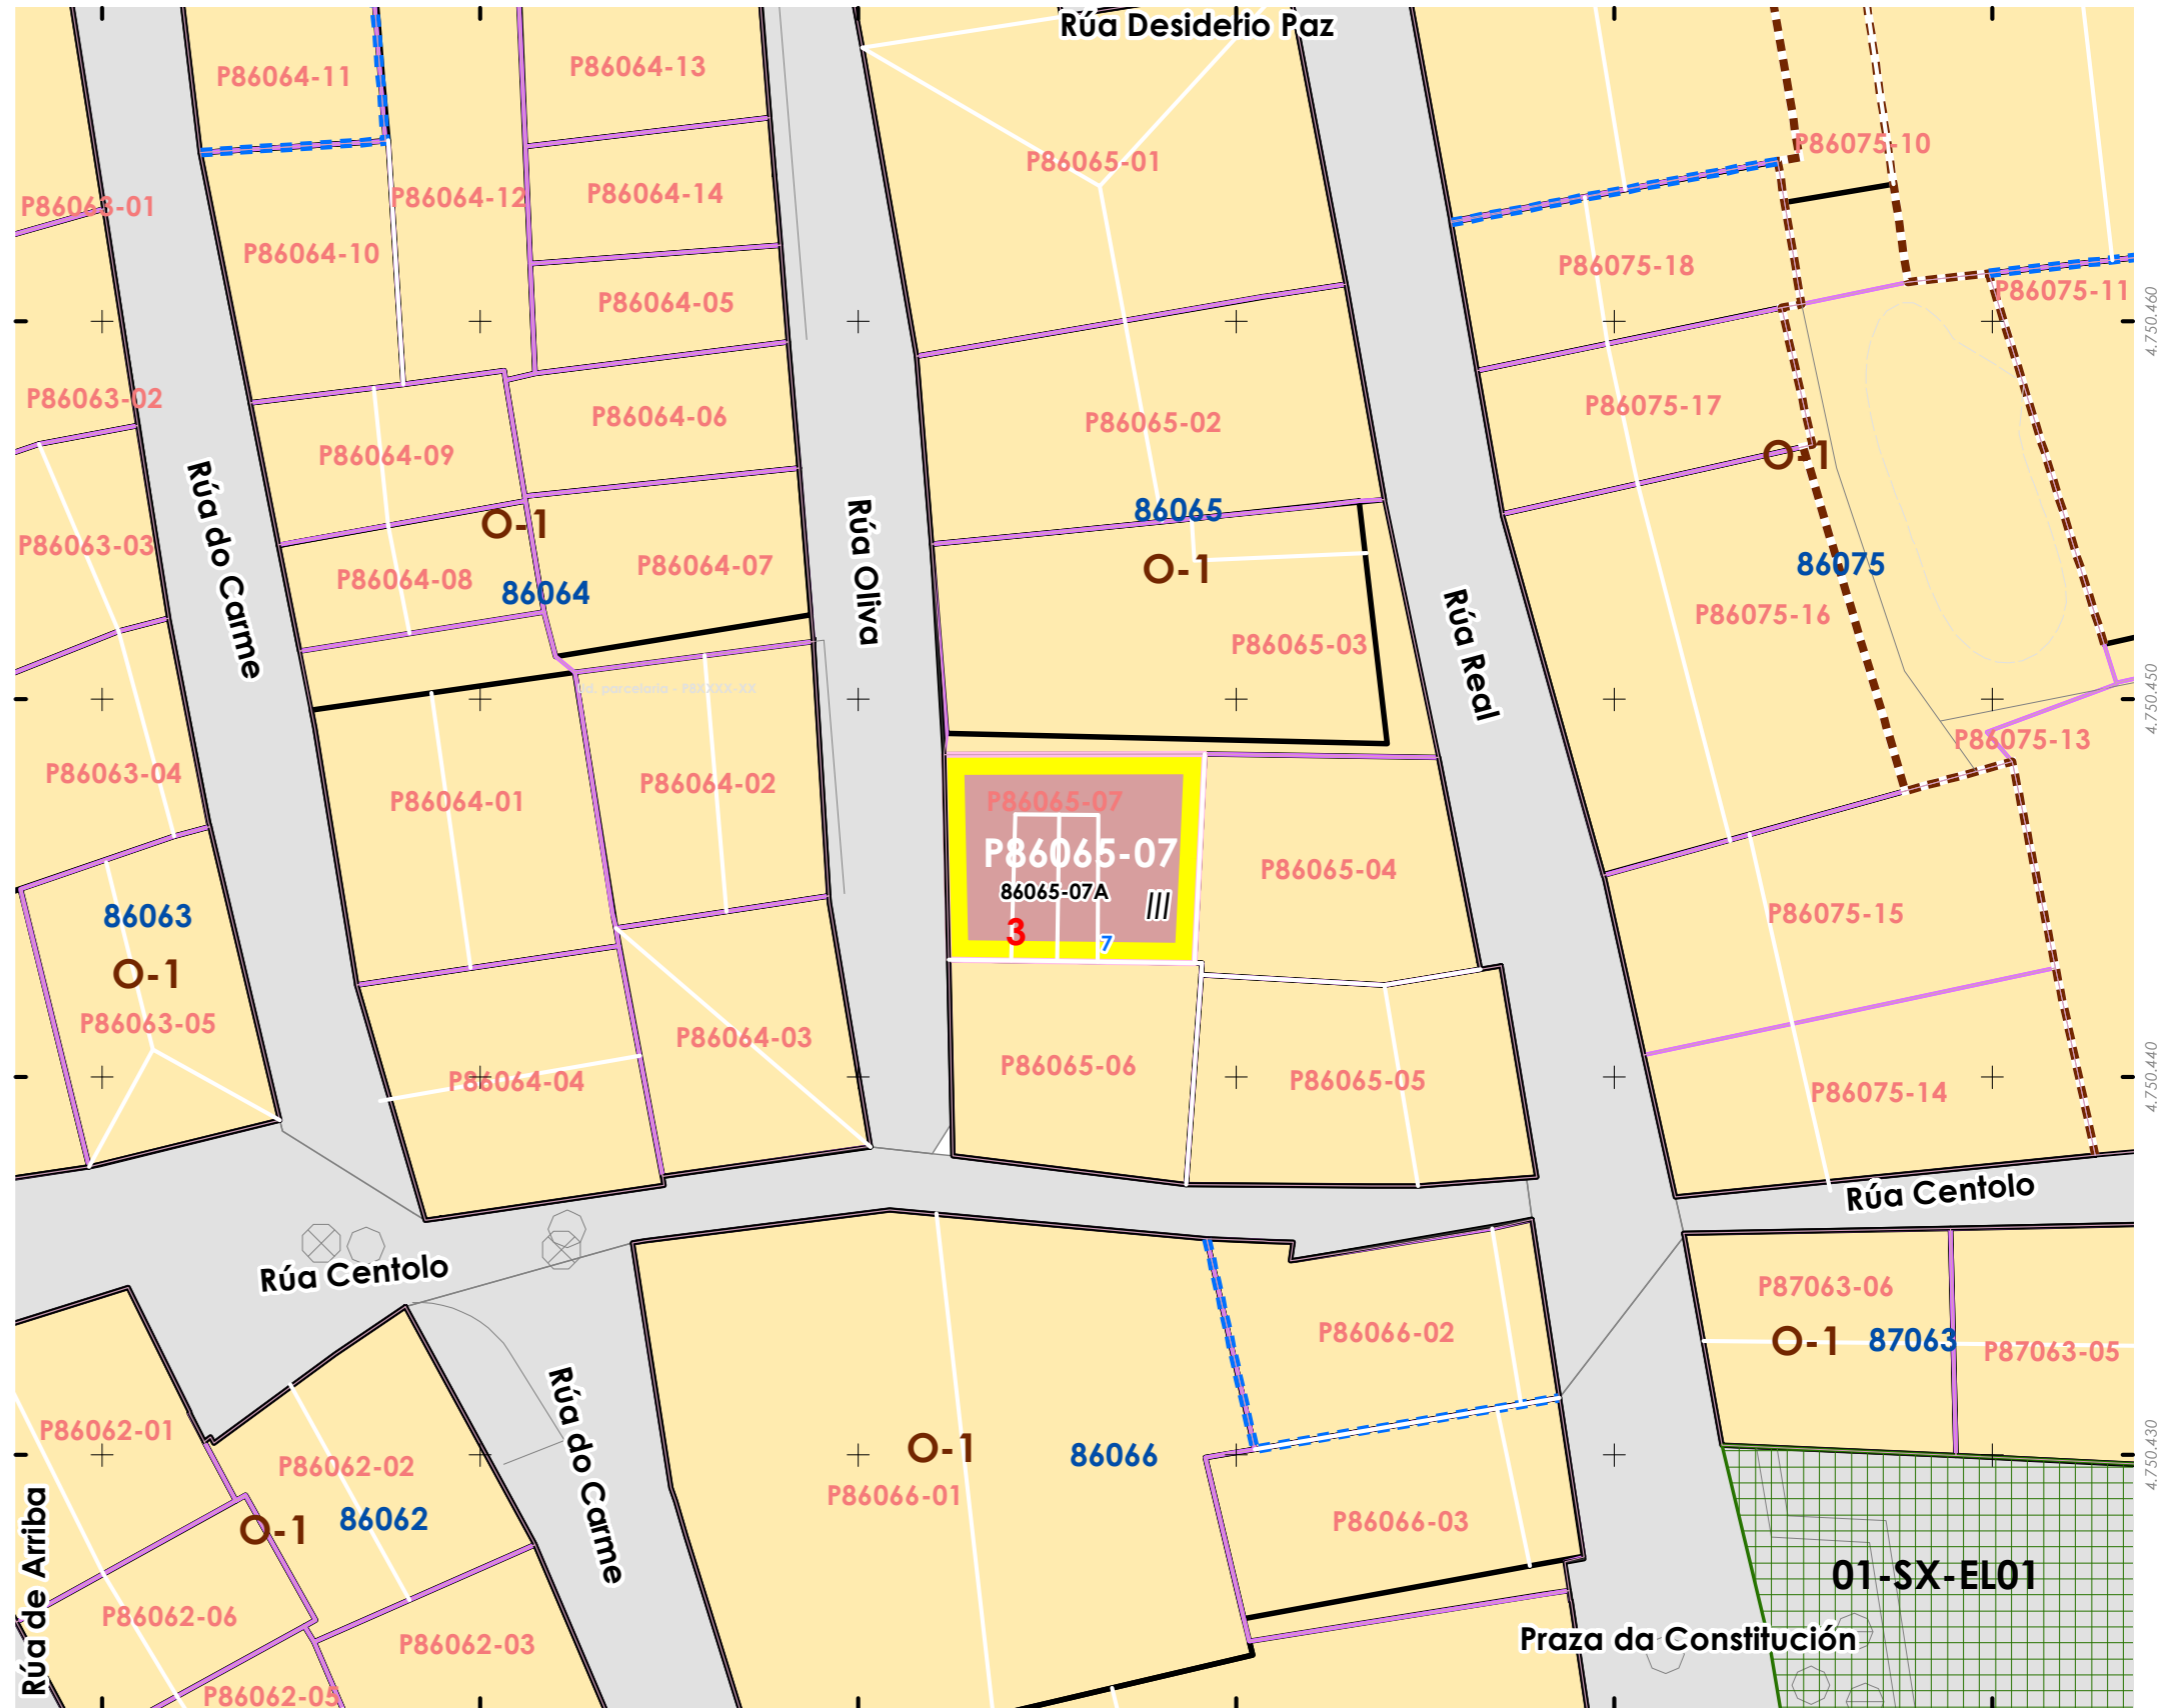 Rúa Desiderio Paz
P86064-11
P86064-13
P86075-10
P86065-01
P86064-12
P86064-14
P86063-01
P86064-10
P86075-18
P86075-11
P86064-05
4.750.460
P86063-02
P86064-06
P86065-02
P86075-17
P86064-09
O-1
Rúa do Carme
O-1
86065
Rúa Oliva
P86063-03
P86064-07
O-1
86075
P86064-08
86064
P86075-16
P86065-03
Rúa Real
Id. parcelaria - P8XXXX-XX
4.750.450
P86075-13
P86063-04
P86064-02
P86064-01
P86065-07
P86065-07
P86065-04
86065-07A
III
3
7
86063
P86075-15
O-1
P86063-05
P86064-03
P86065-06
P86065-05
P86064-04
P86075-14
4.750.440
Rúa Centolo
Rúa Centolo
P87063-06
P86066-02
O-1
87063
P87063-05
P86062-01
Rúa do Carme
O-1
86066
P86062-02
P86066-01
4.750.430
86062
O-1
P86066-03
Rúa de Arriba
01-SX-EL01
P86062-06
P86062-03
Praza da Constitución
P86062-05